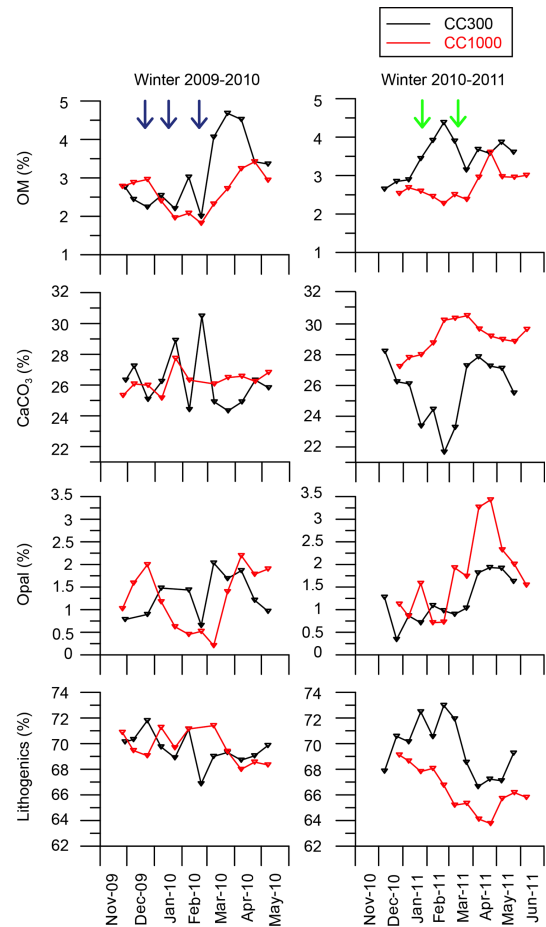 CC300
CC1000
Winter 2009-2010
Winter 2010-2011
OM (%)
5
4
3
2
1
5
4
3
2
1
CaCO3 (%)
32
30
28
26
24
22
32
30
28
26
24
22
Opal (%)
3.5
3
2.5
2
1.5
1
0.5
0
3.5
3
2.5
2
1.5
1
0.5
0
Lithogenics (%)
74
72
70
68
66
64
62
74
72
70
68
66
64
62
Nov-09
Dec-09
Jan-10
Feb-10
Mar-10
Apr-10
May-10
Nov-10
Dec-10
Jan-11
Feb-11
Mar-11
Apr-11
May-11
Jun-11